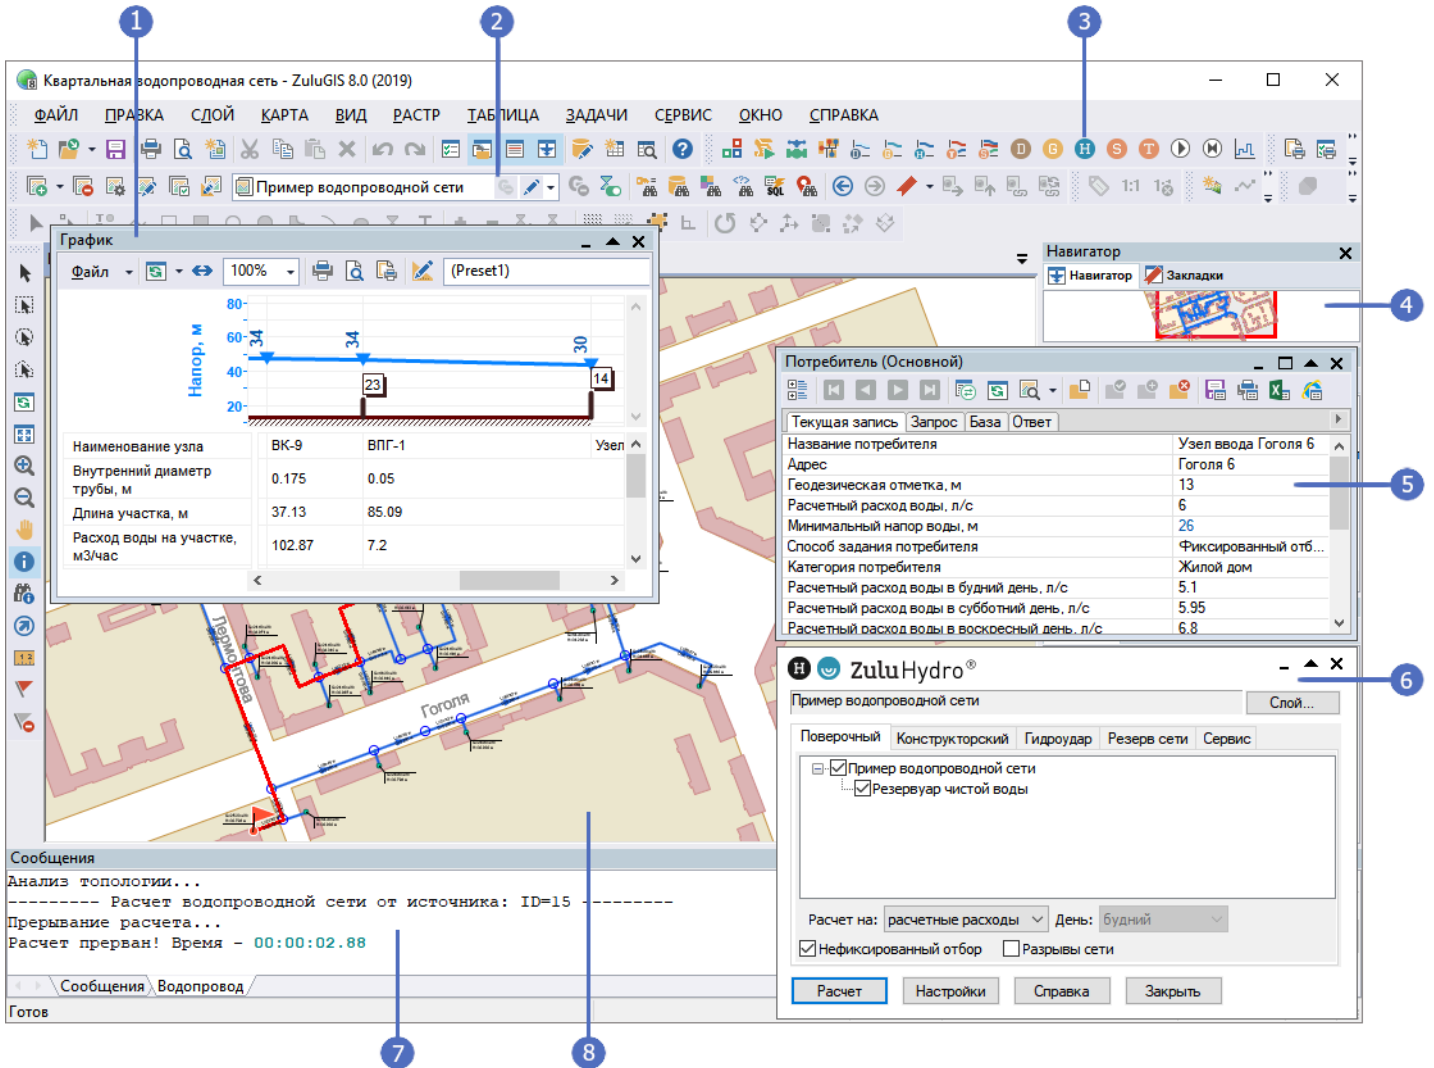 1
2
3
Квартальная водопроводная сеть - ZuluGIS 8.0 (2019)
ФАЙЛ ПРАВКА СЛОЙ КАРТА ВИД РАСТР ТАБЛИЦА ЗАДАЧИ СЕРВИС ОКНО СПРАВКА
Пример водопроводной сети
SQL
1:1
График
Файл
100%
(Preset1)
Напор, м
80
60
40
20
34
34
30
23
14
Наименование узла ВК-9 ВПГ-1 Узел
Внутренний диаметр трубы, м 0.175 0.05
Длина участка, м 37.13 85.09
Расход воды на участке, м3/час 102.87 7.2
Навигатор
Навигатор Закладки
4
Потребитель (Основной)
Текущая запись Запрос База Ответ
Название потребителя Узел ввода Гоголя 6
Адрес Гоголя 6
Геодезическая отметка, м 13
5
Расчетный расход воды, л/с 6
Минимальный напор воды, м 26
Способ задания потребителя Фиксированный отб...
Категория потребителя Жилой дом
Расчетный расход воды в будний день, л/с 5.1
Расчетный расход воды в субботний день, л/с 5.95
Расчетный расход воды в воскресный день, л/с 6.8
Лермонтова
Гоголя
H ZuluHydro®
6
Пример водопроводной сети Слой...
Поверочный Конструкторский Гидроудар Резерв сети Сервис
Пример водопроводной сети
Резервуар чистой воды
Расчет на: расчетные расходы День: будний
Нефиксированный отбор Разрывы сети
Расчет Настройки Справка Закрыть
Сообщения
Анализ топологии...
--------- Расчет водопроводной сети от источника: ID=15 ---------
Прерывание расчета...
Расчет прерван! Время - 00:00:02.88
Сообщения Водопровод
Готов
7
8